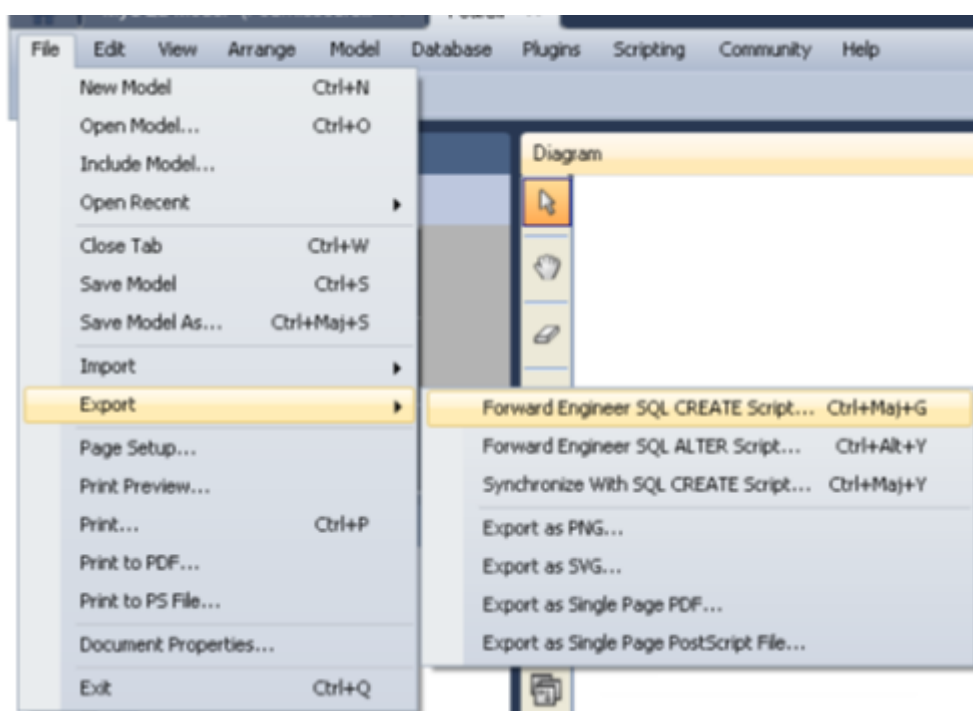 File Edit View Arrange Model Database Plugins Scripting Community Help
New Model Ctrl+N
Open Model... Ctrl+O
Include Model...
Open Recent
Close Tab Ctrl+W
Save Model Ctrl+S
Save Model As... Ctrl+Maj+S
Import
Export
Page Setup...
Print Preview...
Print... Ctrl+P
Print to PDF...
Print to PS File...
Document Properties...
Exit Ctrl+Q
Diagram
Forward Engineer SQL CREATE Script... Ctrl+Maj+G
Forward Engineer SQL ALTER Script... Ctrl+Alt+Y
Synchronize With SQL CREATE Script... Ctrl+Maj+Y
Export as PNG...
Export as SVG...
Export as Single Page PDF...
Export as Single Page PostScript File...